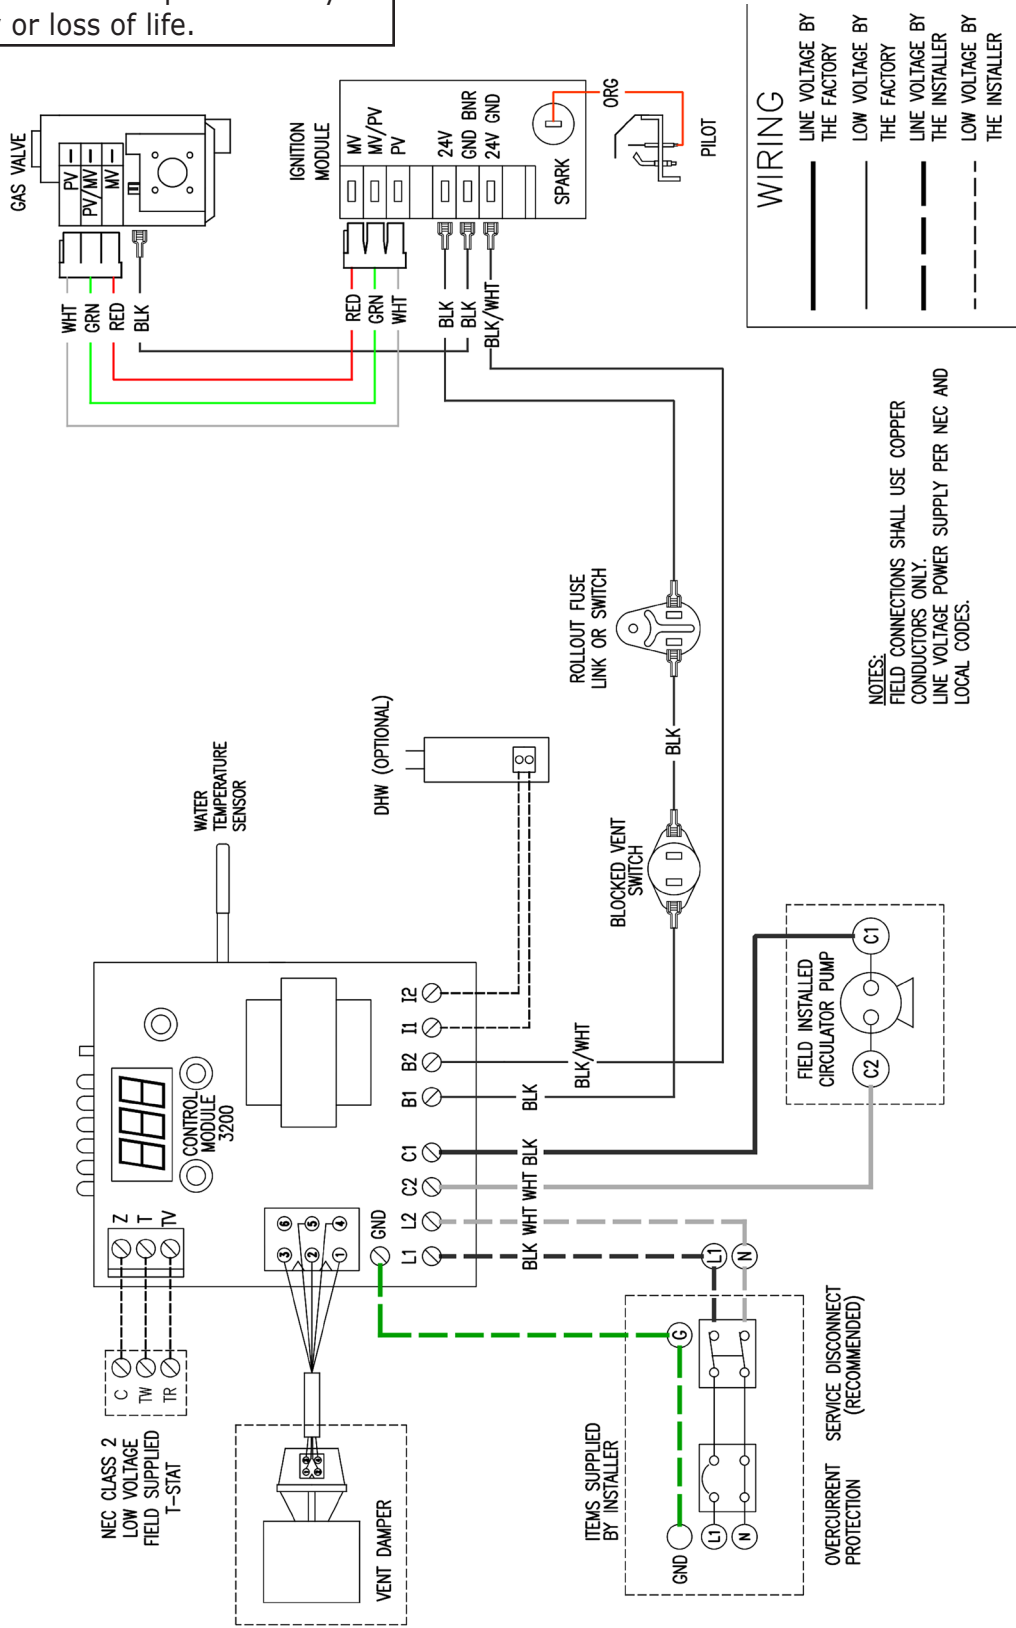 or loss of life.
GAS VALVE
PV
PV/MV
MV
WHT
GRN
RED
BLK
IGNITION
MODULE
MV
MV/PV
PV
24V
GND BNR
24V GND
SPARK
ORG
PILOT
RED
GRN
WHT
BLK
BLK
BLK/WHT
WIRING
LINE VOLTAGE BY
THE FACTORY
LOW VOLTAGE BY
THE FACTORY
LINE VOLTAGE BY
THE INSTALLER
LOW VOLTAGE BY
THE INSTALLER
NOTES:
FIELD CONNECTIONS SHALL USE COPPER
CONDUCTORS ONLY.
LINE VOLTAGE POWER SUPPLY PER NEC AND
LOCAL CODES.
ROLLOUT FUSE
LINK OR SWITCH
BLK
BLOCKED VENT
SWITCH
DHW (OPTIONAL)
WATER
TEMPERATURE
SENSOR
CONTROL
MODULE
3200
Z
T
TV
C
TW
TR
NEC CLASS 2
LOW VOLTAGE
FIELD SUPPLIED
T-STAT
6
5
4
3
2
1
GND
I2
I1
B2
B1
C1
C2
L2
L1
BLK/WHT
BLK
BLK
WHT
WHT
BLK
FIELD INSTALLED
CIRCULATOR PUMP
C1
C2
VENT DAMPER
ITEMS SUPPLIED
BY INSTALLER
L1
N
G
GND
L1
N
SERVICE DISCONNECT
(RECOMMENDED)
OVERCURRENT
PROTECTION